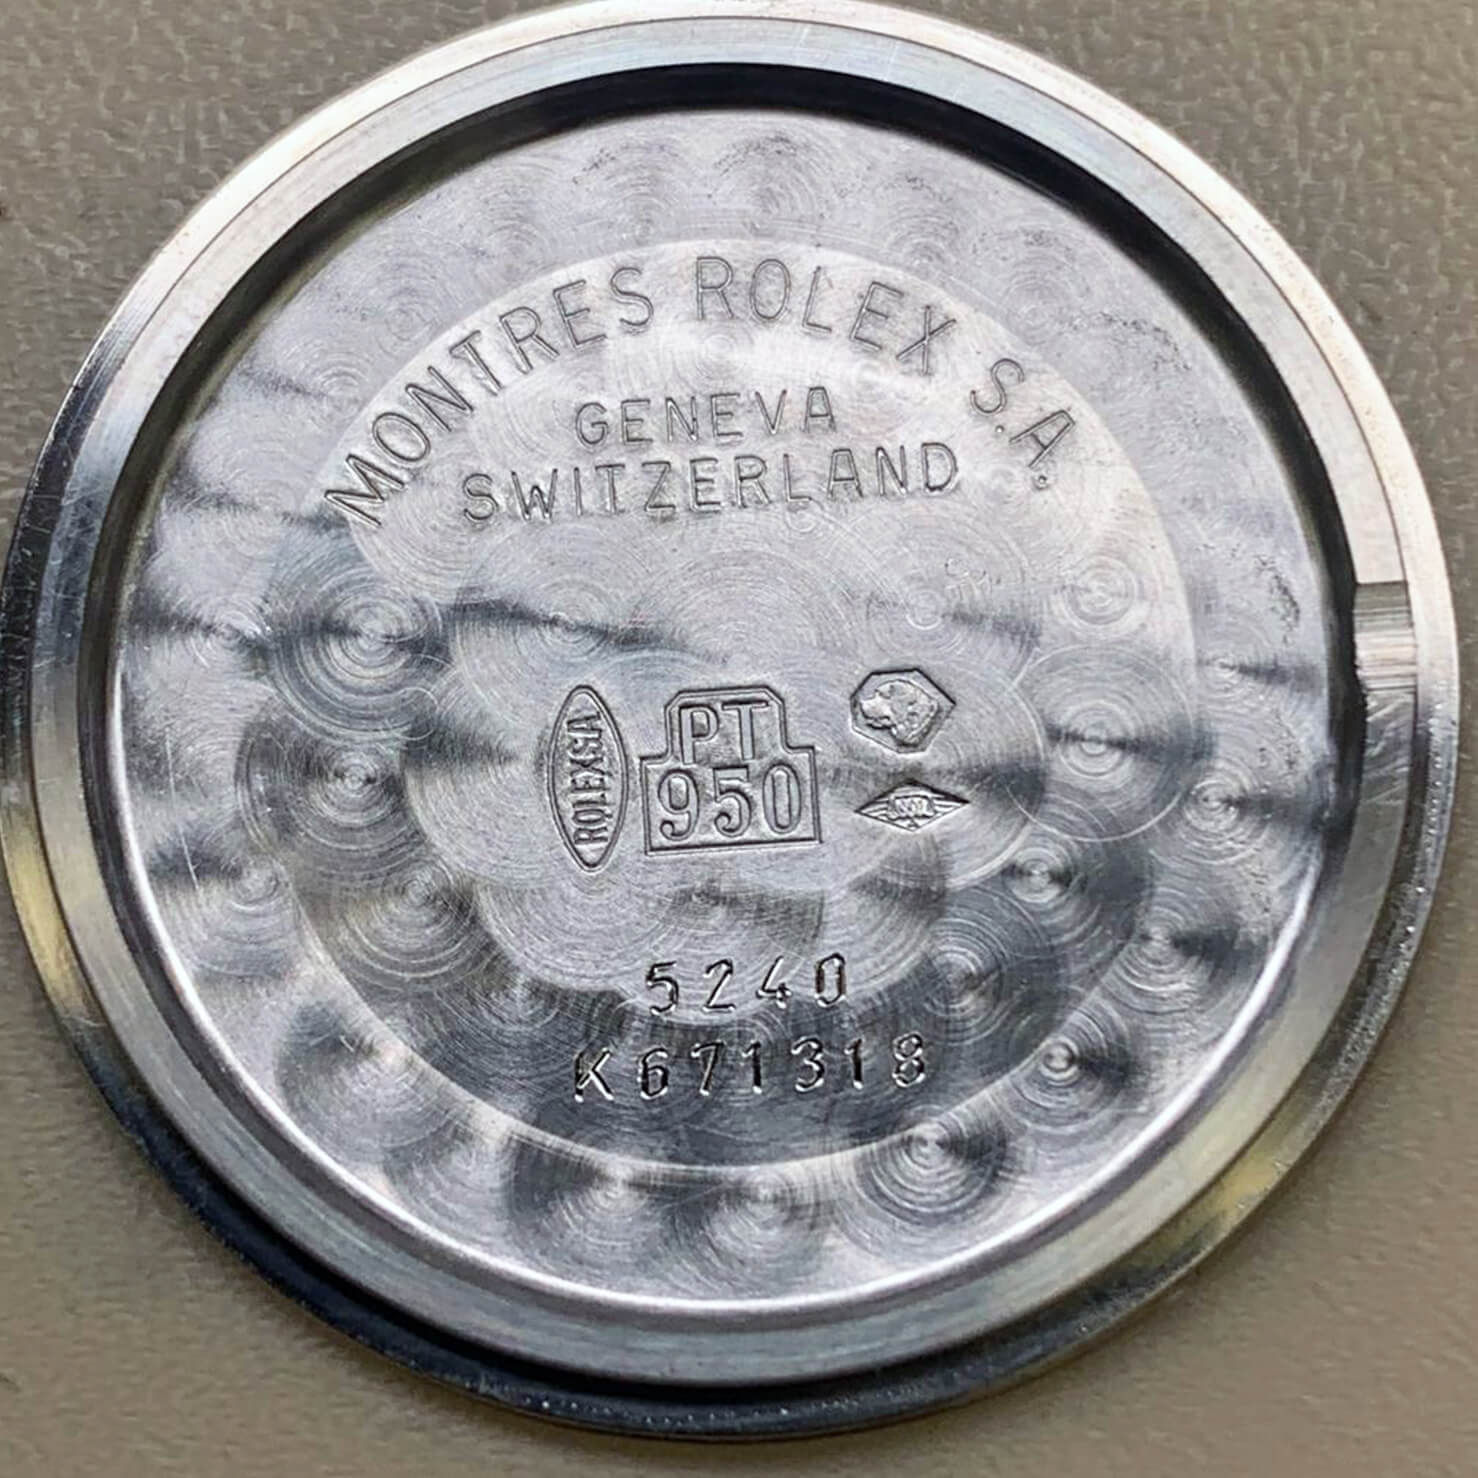 MONTRES ROLEX S.A.
GENEVA
SWITZERLAND
ROLEXSA
PT
950
5240
K671318